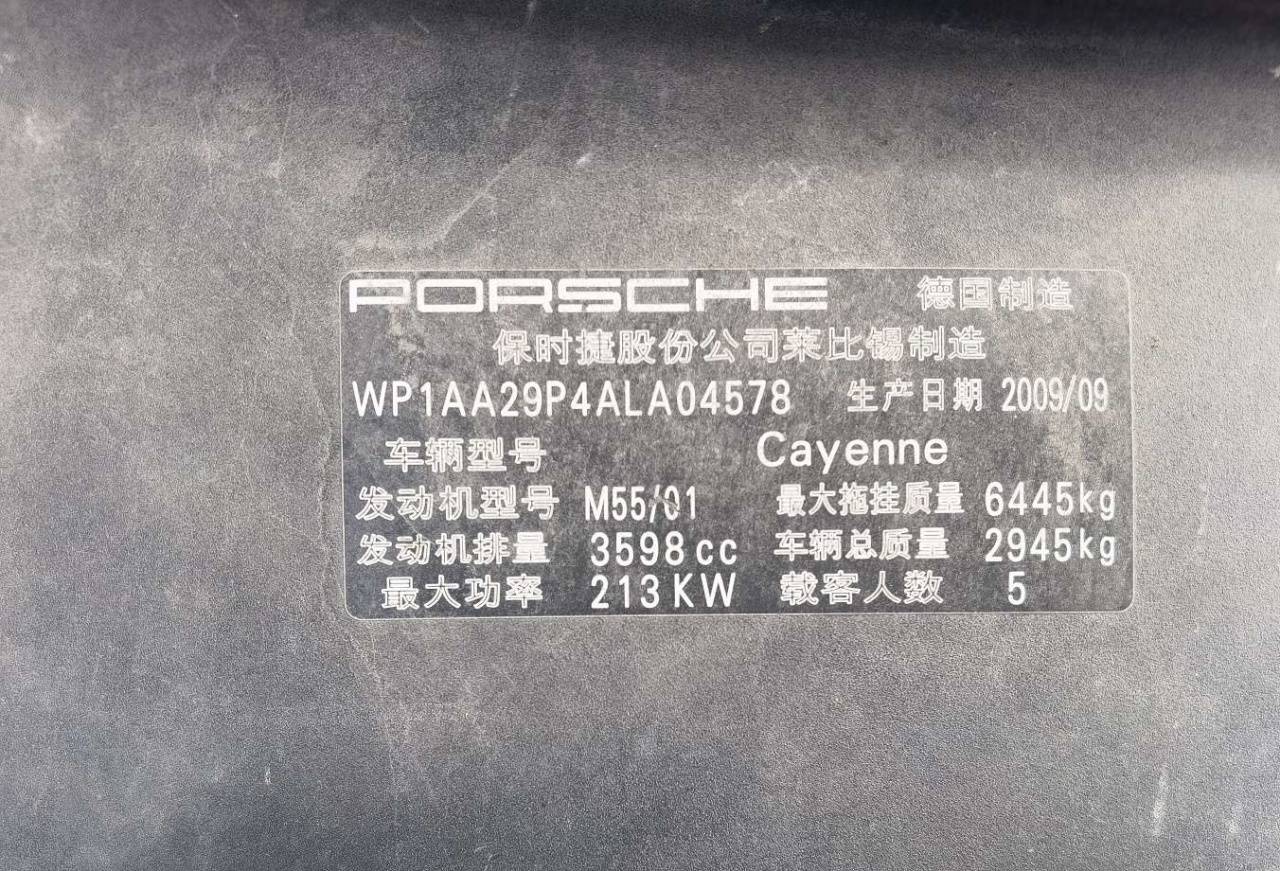 PORSCHE 德国制造
保时捷股份公司莱比锡制造
WP1AA29P4ALA04578 生产日期 2009/09
车辆型号 Cayenne
发动机型号 M55/01 最大拖挂质量 6445kg
发动机排量 3598cc 车辆总质量 2945kg
最大功率 213KW 载客人数 5